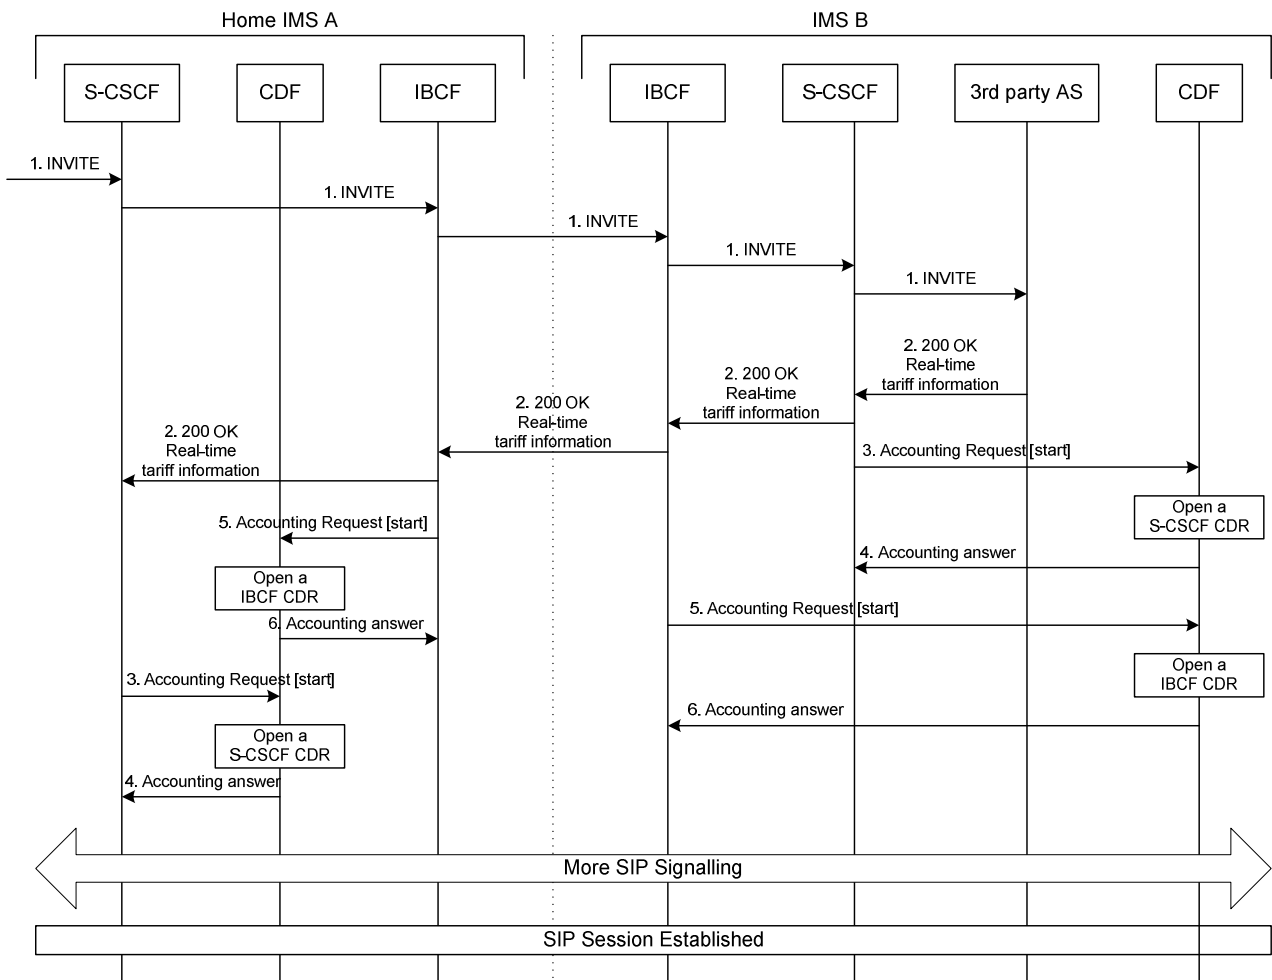 Home IMS A
IMS B
S-CSCF
CDF
IBCF
IBCF
S-CSCF
3rd party AS
CDF
1. INVITE
1. INVITE
1. INVITE
1. INVITE
1. INVITE
2. 200 OK
Real-time
tariff information
2. 200 OK
Real-time
tariff information
2. 200 OK
Real-time
tariff information
2. 200 OK
Real-time
tariff information
3. Accounting Request [start]
Open a
S-CSCF CDR
5. Accounting Request [start]
4. Accounting answer
Open a
IBCF CDR
5. Accounting Request [start]
6. Accounting answer
Open a
IBCF CDR
3. Accounting Request [start]
6. Accounting answer
Open a
S-CSCF CDR
4. Accounting answer
More SIP Signalling
SIP Session Established